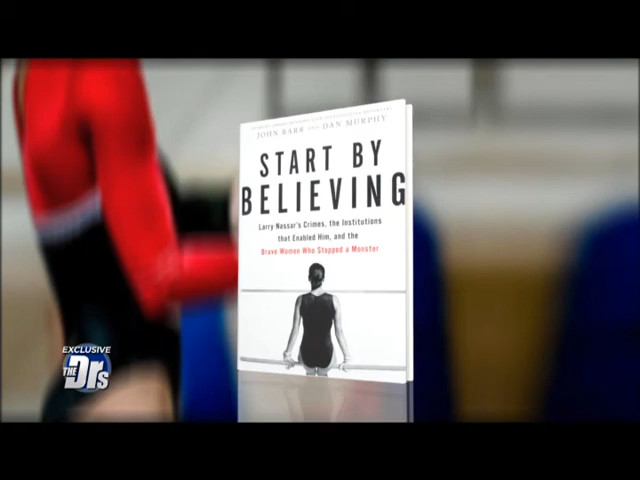 JOHN BARR AND DAN MURPHY
START BY
BELIEVING
Larry Nassar's Crimes, the Institutions
that Enabled Him, and the
Brave Women Who Stopped a Monster
EXCLUSIVE
THE Drs